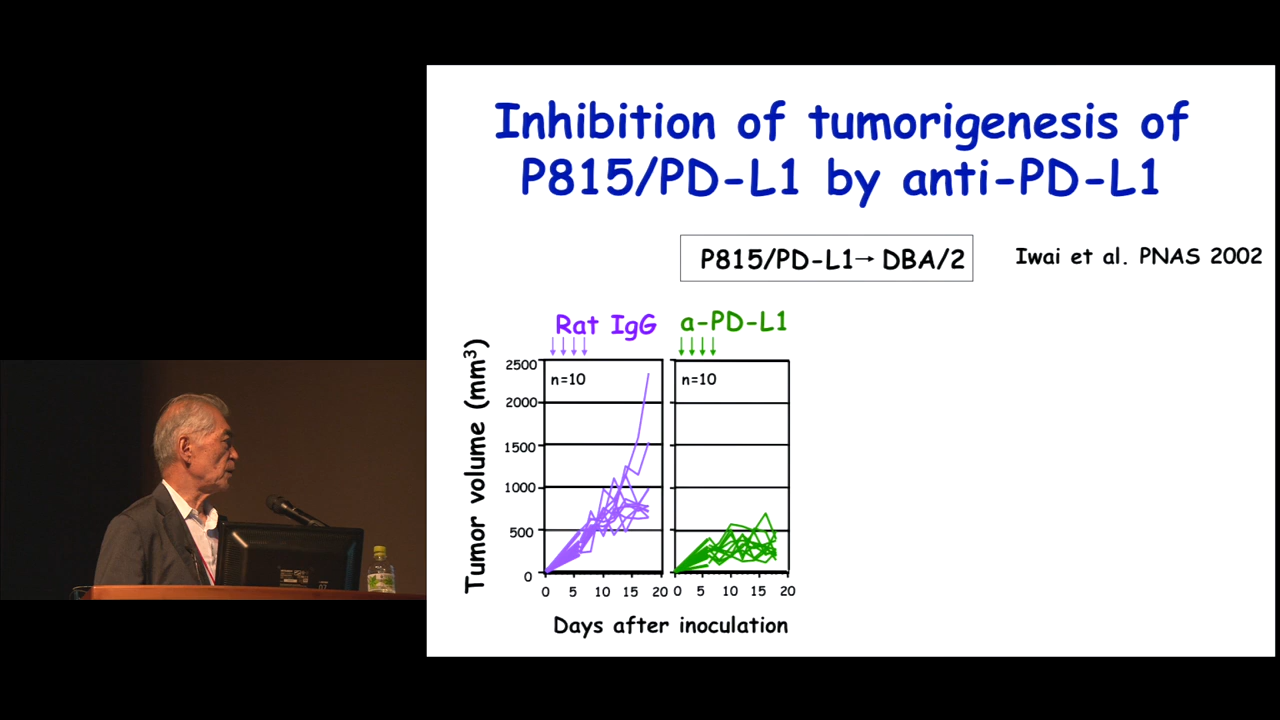 Inhibition of tumorigenesis of
P815/PD-L1 by anti-PD-L1
P815/PD-L1→ DBA/2
Iwai et al. PNAS 2002
Rat IgG
a-PD-L1
Tumor volume (mm³)
2500
2000
1500
1000
500
0
n=10
n=10
0 5 10 15 20
0 5 10 15 20
Days after inoculation